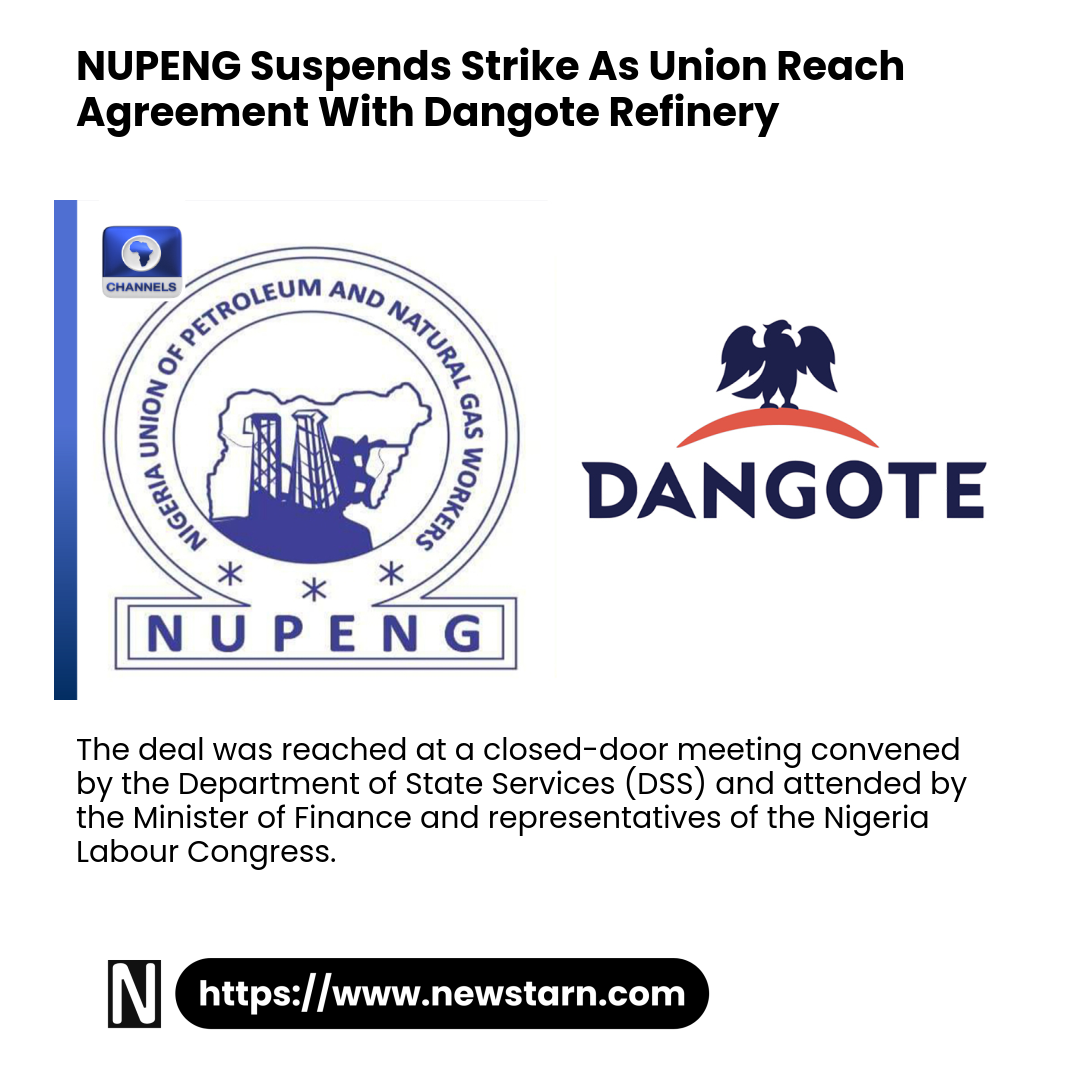 NUPENG Suspends Strike As Union Reach
Agreement With Dangote Refinery
CHANNELS
NIGERIA UNION OF PETROLEUM AND NATURAL GAS WORKERS
NUPENG
DANGOTE
The deal was reached at a closed-door meeting convened
by the Department of State Services (DSS) and attended by
the Minister of Finance and representatives of the Nigeria
Labour Congress.
N
https://www.newstarn.com